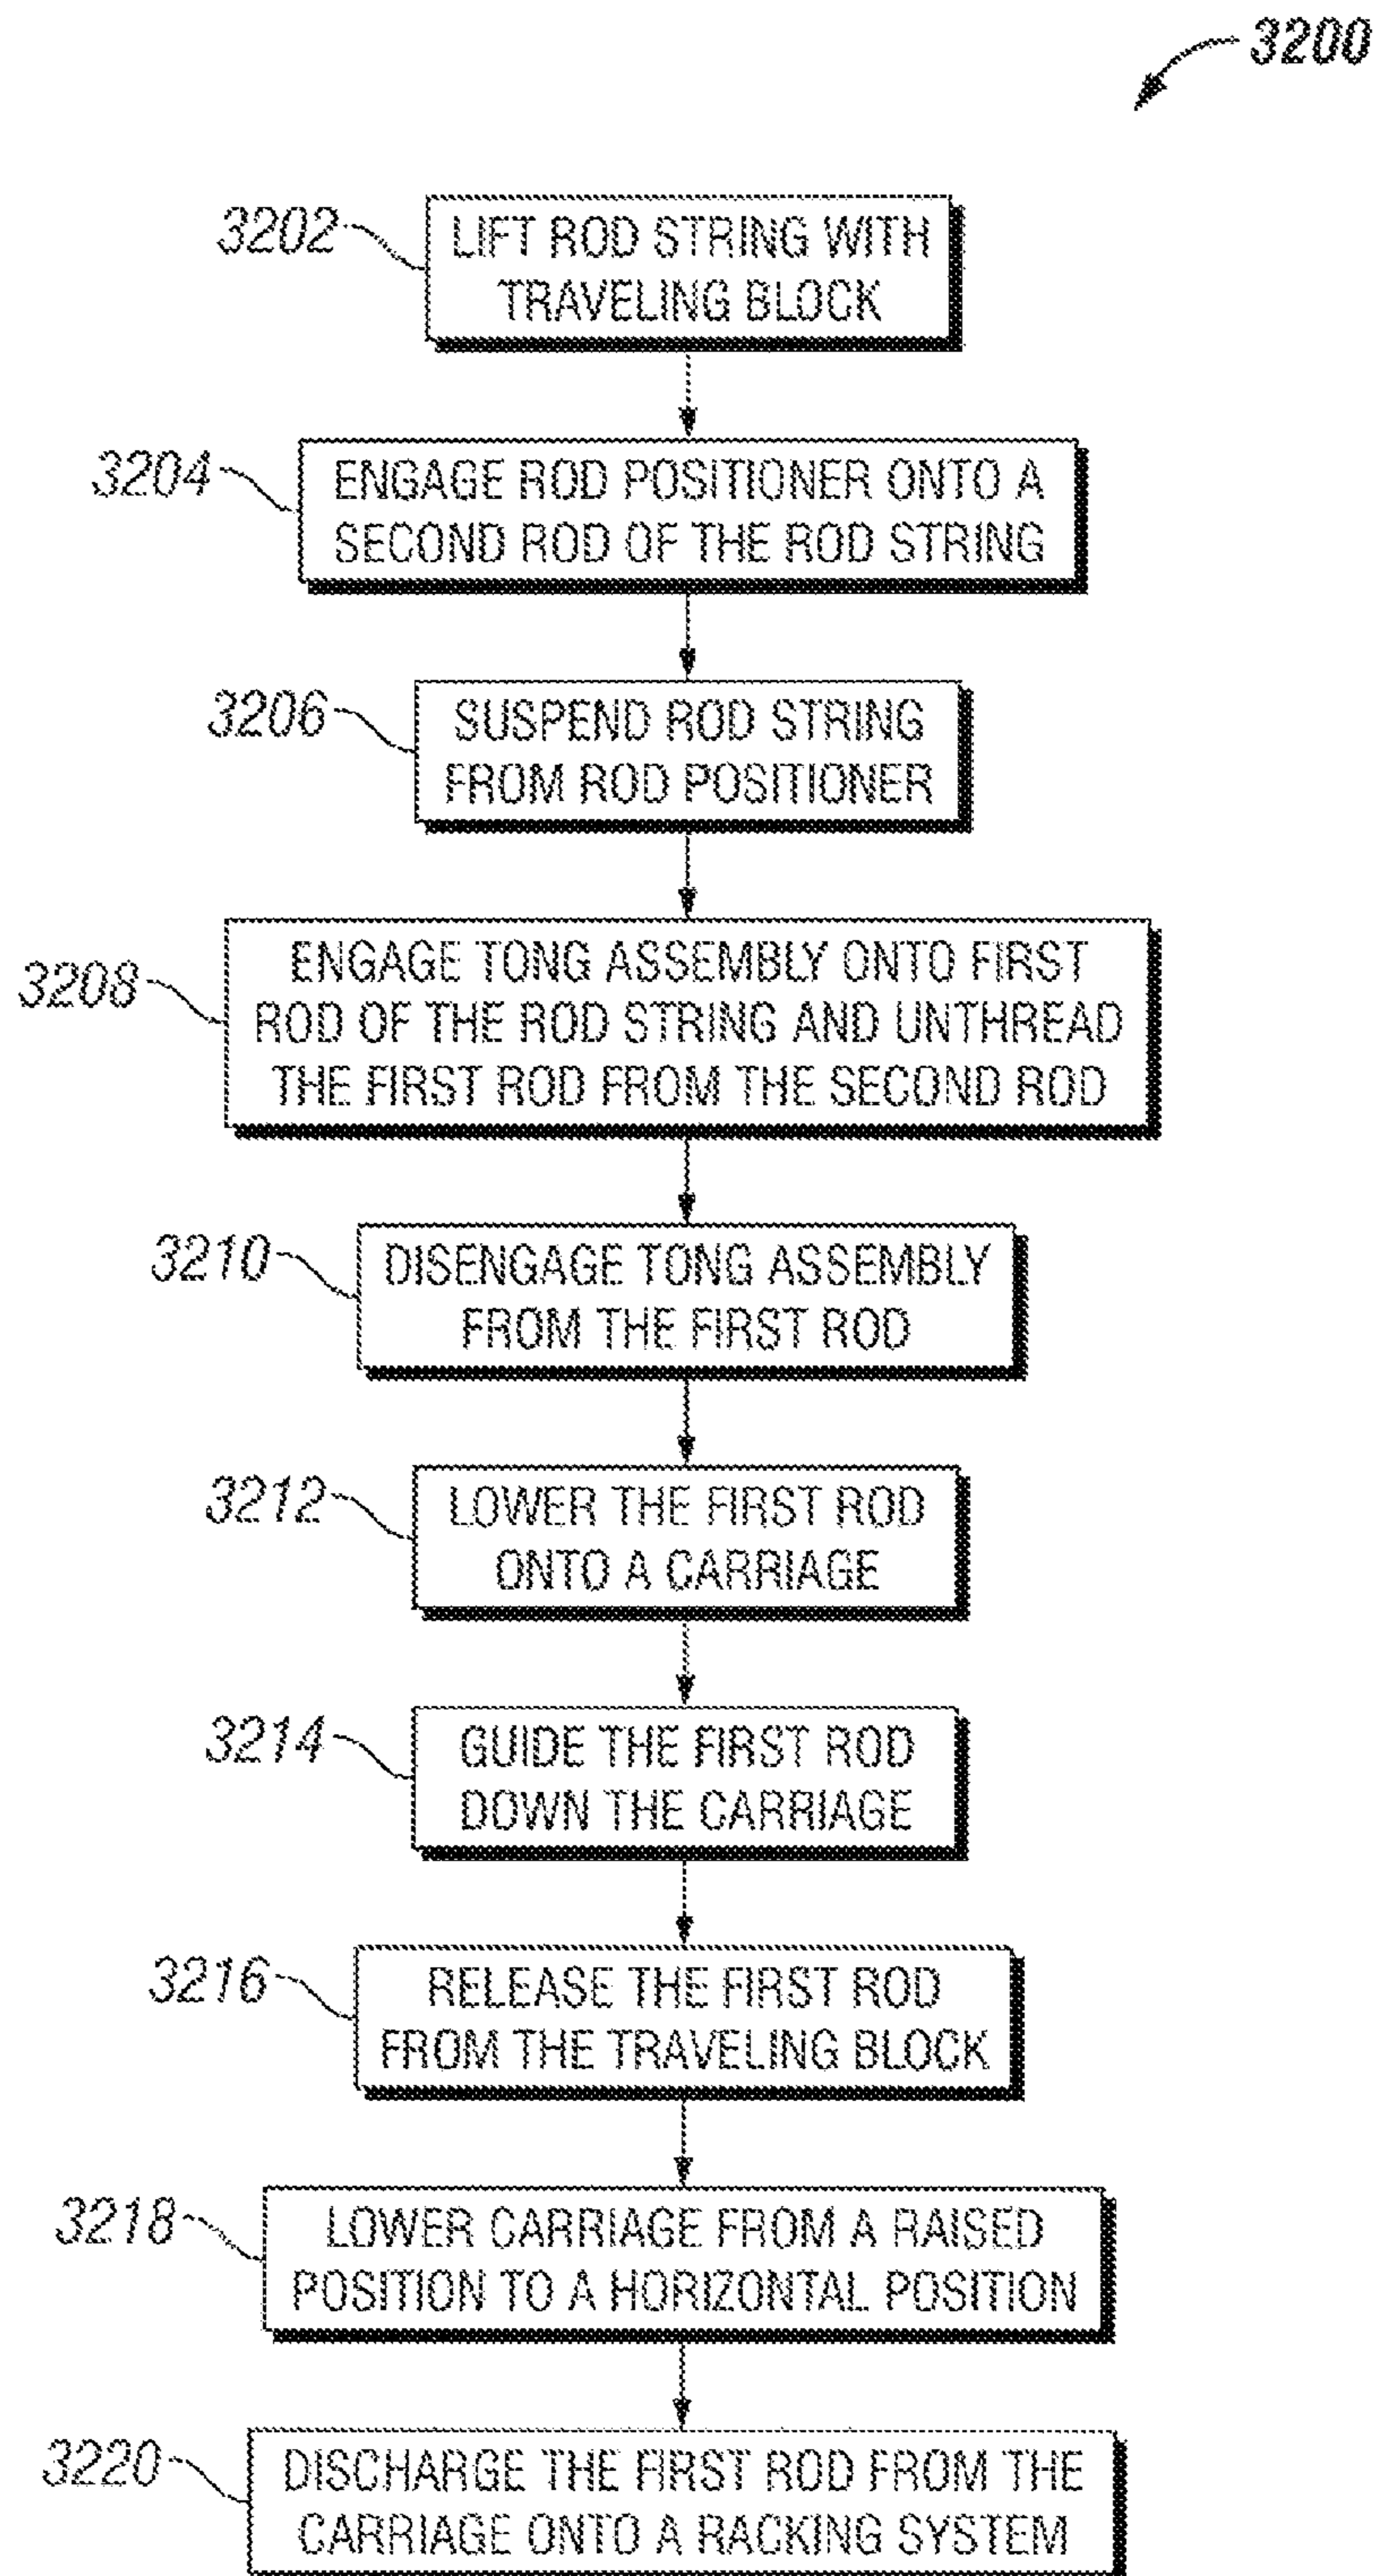 3200
3202
LIFT ROD STRING WITH
TRAVELING BLOCK
3204
ENGAGE ROD POSITIONER ONTO A
SECOND ROD OF THE ROD STRING
3206
SUSPEND ROD STRING
FROM ROD POSITIONER
3208
ENGAGE TONG ASSEMBLY ONTO FIRST
ROD OF THE ROD STRING AND UNTHREAD
THE FIRST ROD FROM THE SECOND ROD
3210
DISENGAGE TONG ASSEMBLY
FROM THE FIRST ROD
3212
LOWER THE FIRST ROD
ONTO A CARRIAGE
3214
GUIDE THE FIRST ROD
DOWN THE CARRIAGE
3216
RELEASE THE FIRST ROD
FROM THE TRAVELING BLOCK
3218
LOWER CARRIAGE FROM A RAISED
POSITION TO A HORIZONTAL POSITION
3220
DISCHARGE THE FIRST ROD FROM THE
CARRIAGE ONTO A RACKING SYSTEM